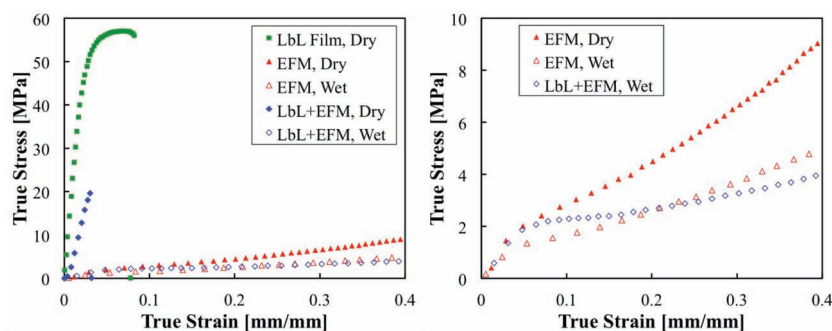 60
50
40
30
20
10
0
True Stress [MPa]
LbL Film, Dry
EFM, Dry
EFM, Wet
LbL+EFM, Dry
LbL+EFM, Wet
0
0.1
0.2
0.3
0.4
True Strain [mm/mm]
10
8
6
4
2
0
True Stress [MPa]
EFM, Dry
EFM, Wet
LbL+EFM, Wet
0
0.1
0.2
0.3
0.4
True Strain [mm/mm]